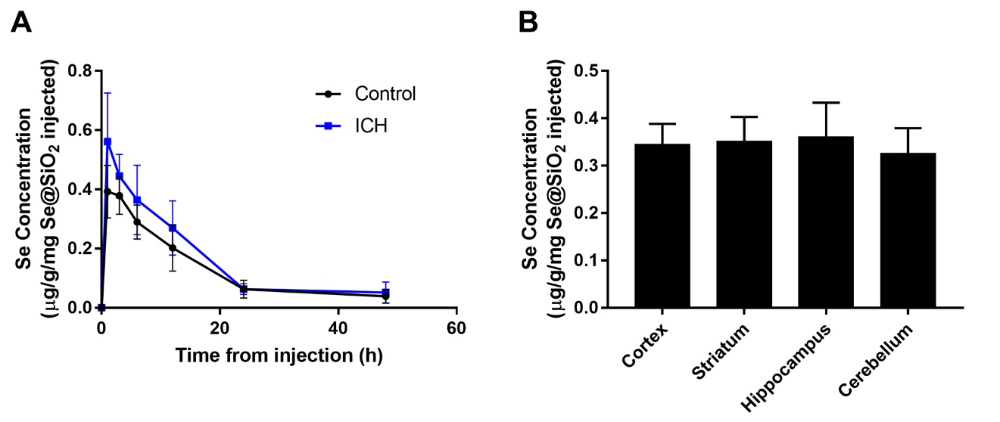 A
Se Concentration
(μg/g/mg Se@SiO₂ injected)
0.8
0.6
0.4
0.2
0.0
0
20
40
60
Time from injection (h)
Control
ICH
B
Se Concentration
(μg/g/mg Se@SiO₂ injected)
0.5
0.4
0.3
0.2
0.1
0.0
Cortex
Striatum
Hippocampus
Cerebellum